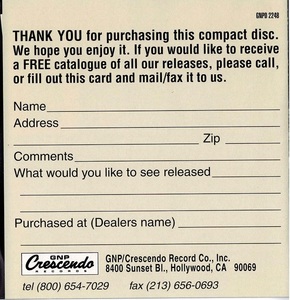 GNPD 2248
THANK YOU for purchasing this compact disc.
We hope you enjoy it. If you would like to receive
a FREE catalogue of all our releases, please call,
or fill out this card and mail/fax it to us.
Name
Address
Zip
Comments
What would you like to see released
Purchased at (Dealers name)
GNP
Crescendo
RECORDS
GNP/Crescendo Record Co., Inc.
8400 Sunset Bl., Hollywood, CA 90069
tel (800) 654-7029 fax (213) 656-0693